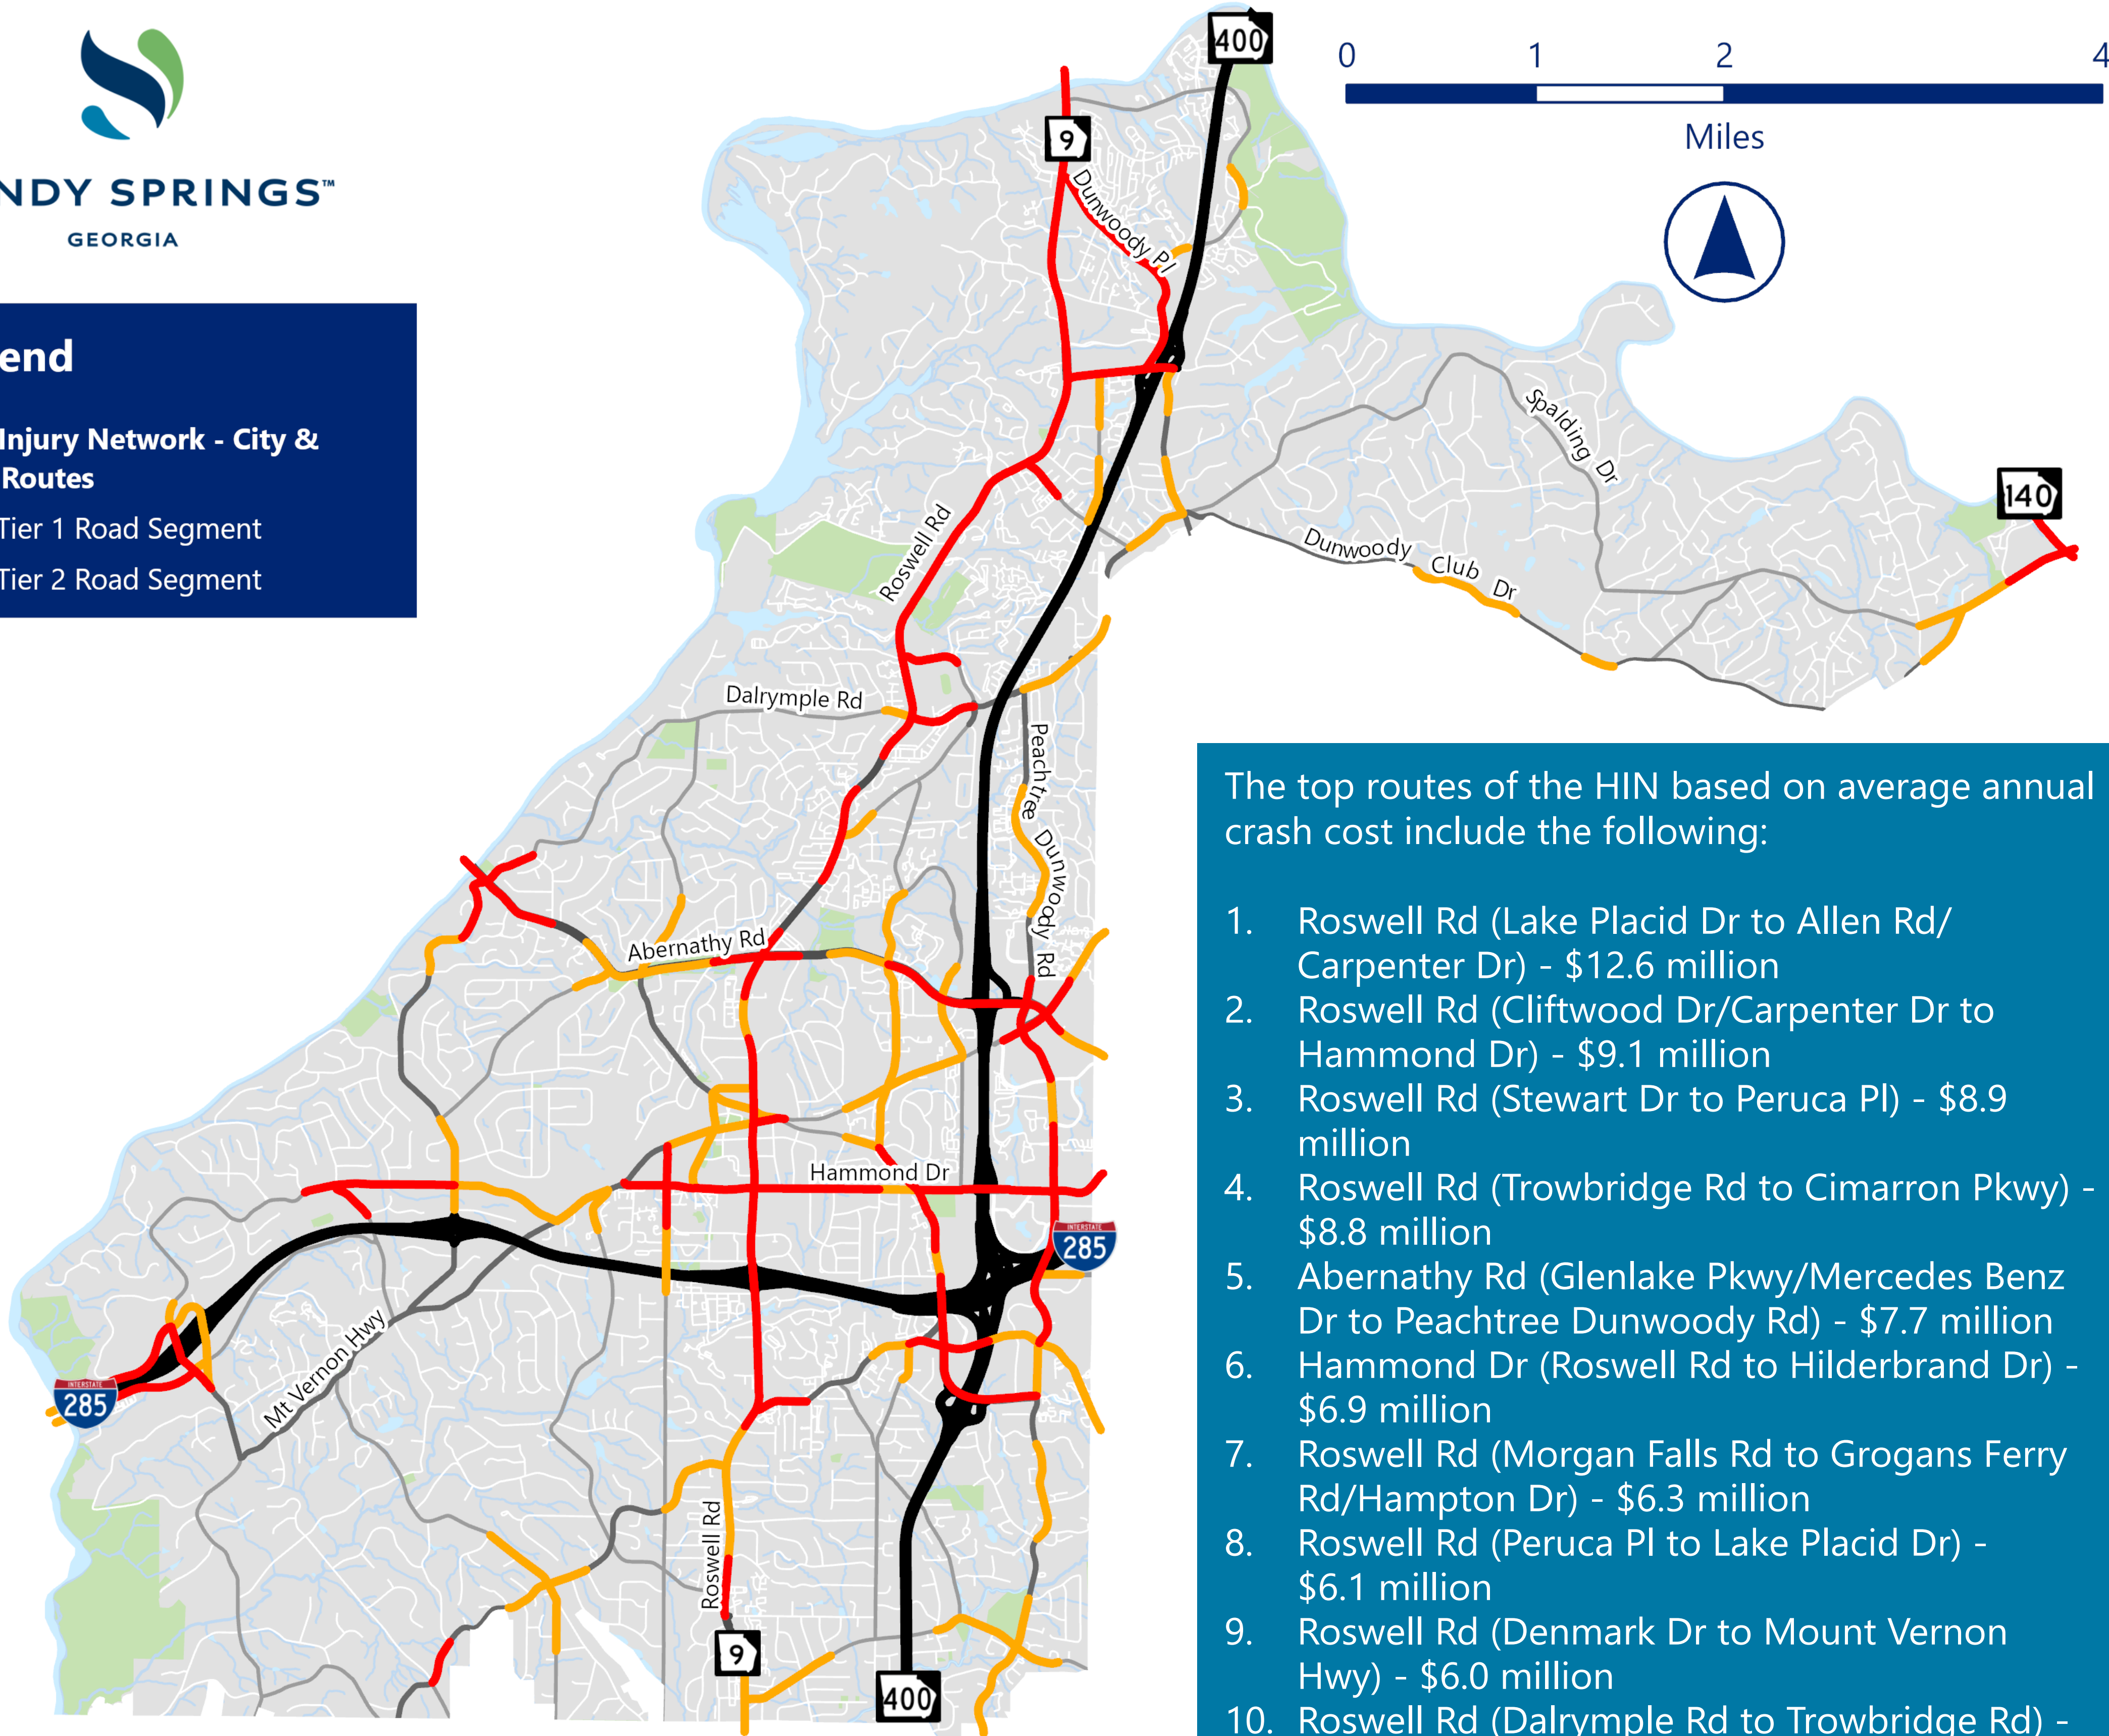 NDY SPRINGS™
GEORGIA
end
Injury Network - City &
Routes
Tier 1 Road Segment
Tier 2 Road Segment
0 1 2 4
Miles
400
9
Dunwoody Pl
Spalding Dr
140
Roswell Rd
Dunwoody Club Dr
Dalrymple Rd
Peachtree Dunwoody Rd
Abernathy Rd
Hammond Dr
INTERSTATE
285
INTERSTATE
285
Mt Vernon Hwy
Roswell Rd
9
400
The top routes of the HIN based on average annual
crash cost include the following:
1. Roswell Rd (Lake Placid Dr to Allen Rd/
Carpenter Dr) - $12.6 million
2. Roswell Rd (Cliftwood Dr/Carpenter Dr to
Hammond Dr) - $9.1 million
3. Roswell Rd (Stewart Dr to Peruca Pl) - $8.9
million
4. Roswell Rd (Trowbridge Rd to Cimarron Pkwy) -
$8.8 million
5. Abernathy Rd (Glenlake Pkwy/Mercedes Benz
Dr to Peachtree Dunwoody Rd) - $7.7 million
6. Hammond Dr (Roswell Rd to Hilderbrand Dr) -
$6.9 million
7. Roswell Rd (Morgan Falls Rd to Grogans Ferry
Rd/Hampton Dr) - $6.3 million
8. Roswell Rd (Peruca Pl to Lake Placid Dr) -
$6.1 million
9. Roswell Rd (Denmark Dr to Mount Vernon
Hwy) - $6.0 million
10. Roswell Rd (Dalrymple Rd to Trowbridge Rd) -